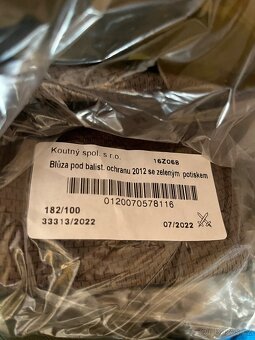 Koutný spol. s r.o.
16Z068
Blůza pod balist. ochranu 2012 se zeleným potiskem
0120070578116
182/100
33313/2022
07/2022